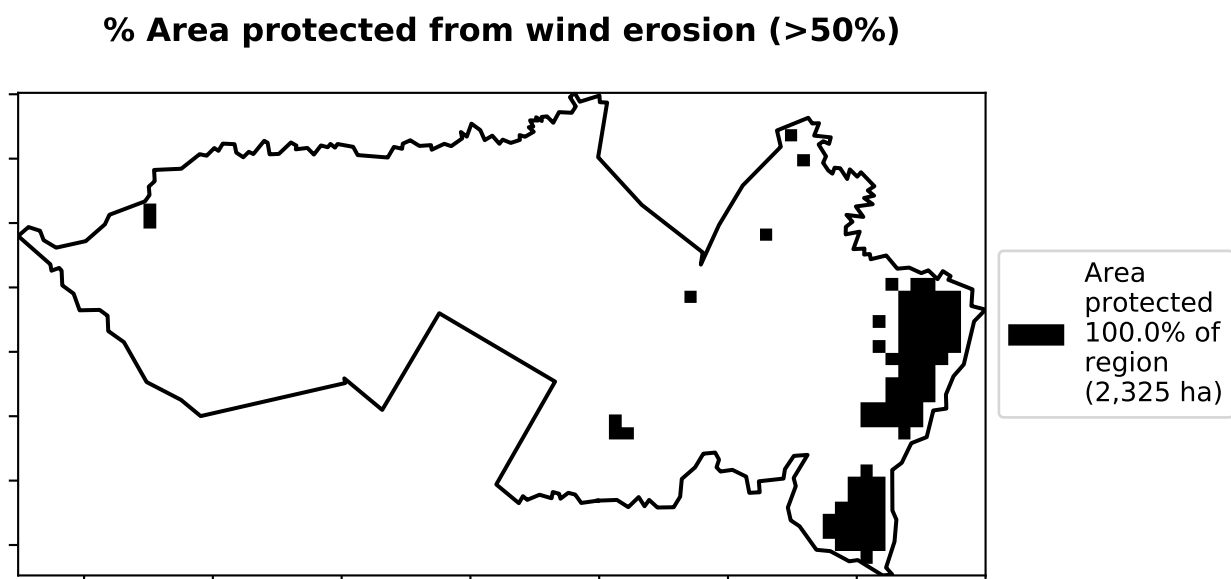 % Area protected from wind erosion (>50%)
Area
protected
100.0% of
region
(2,325 ha)